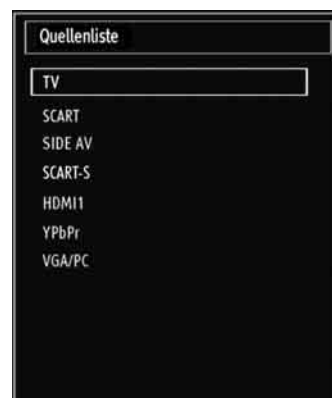 Quellenliste
TV
SCART
SIDE AV
SCART-S
HDMI1
YPbPr
VGA/PC